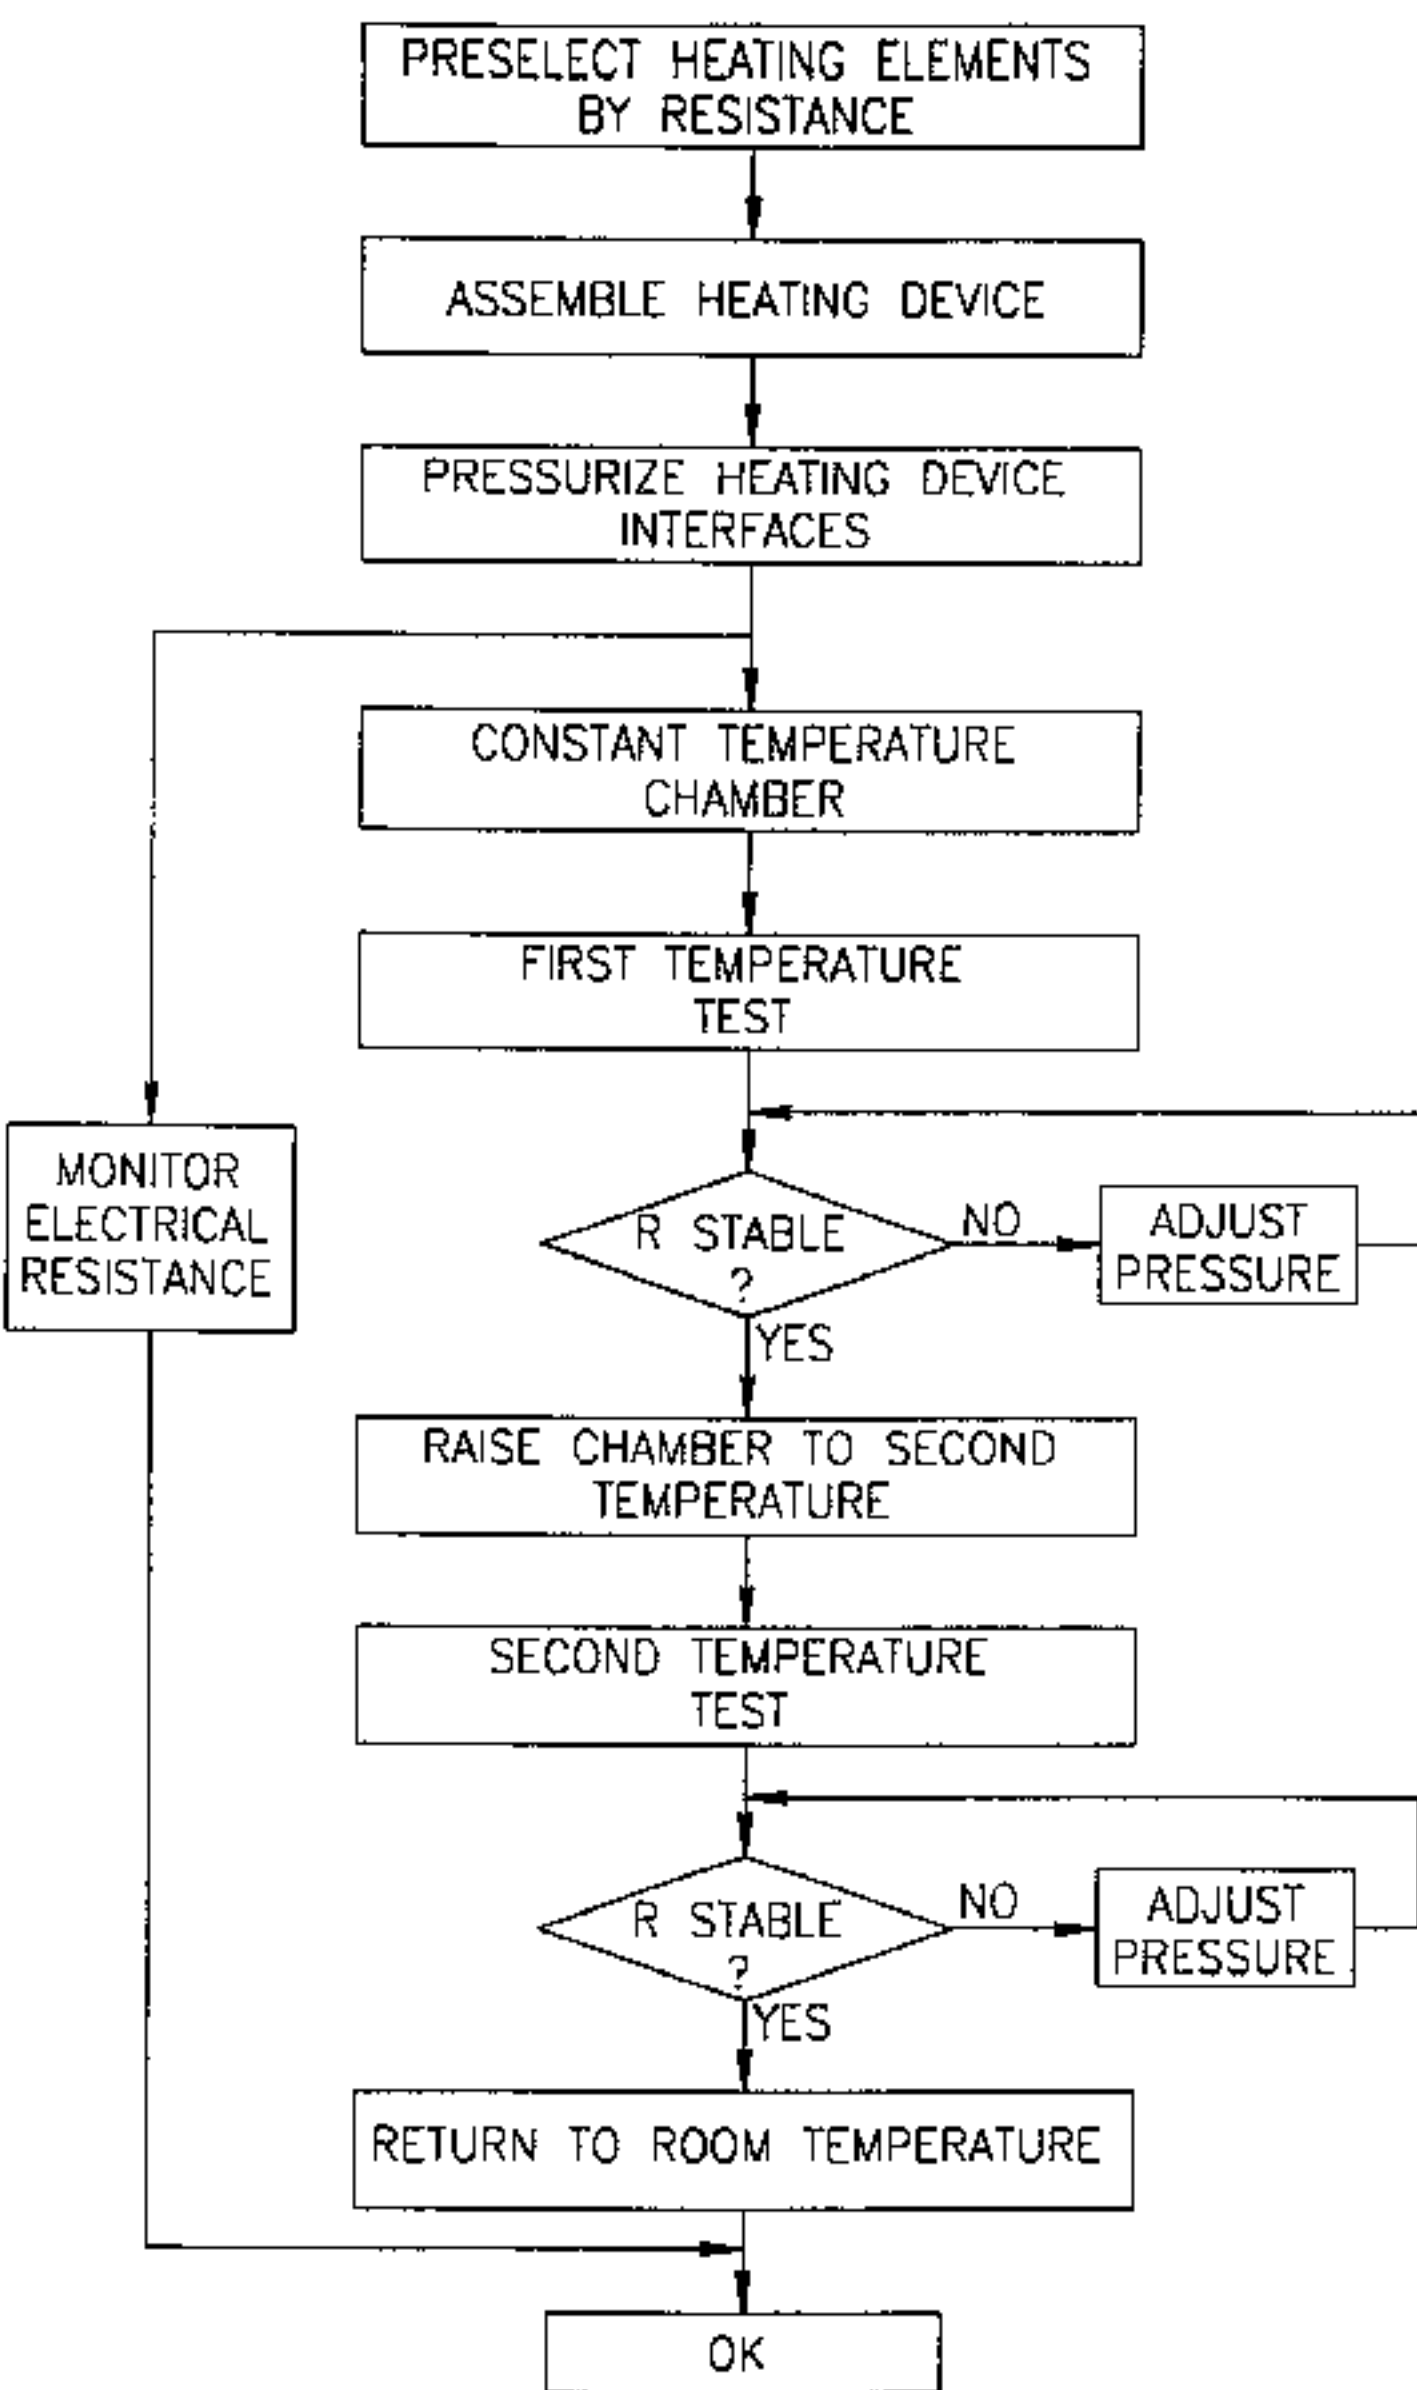 PRESELECT HEATING ELEMENTS
BY RESISTANCE
ASSEMBLE HEATING DEVICE
PRESSURIZE HEATING DEVICE
INTERFACES
CONSTANT TEMPERATURE
CHAMBER
FIRST TEMPERATURE
TEST
MONITOR
ELECTRICAL
RESISTANCE
R STABLE
?
NO
ADJUST
PRESSURE
YES
RAISE CHAMBER TO SECOND
TEMPERATURE
SECOND TEMPERATURE
TEST
R STABLE
?
NO
ADJUST
PRESSURE
YES
RETURN TO ROOM TEMPERATURE
OK